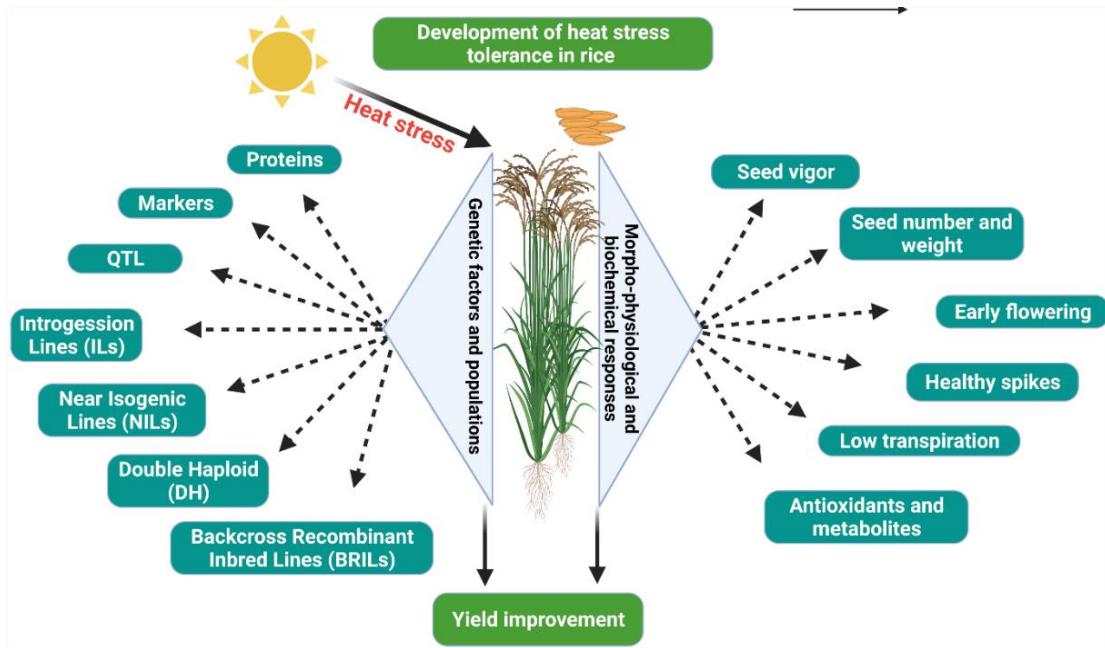 Development of heat stress
tolerance in rice
Heat stress
Proteins
Markers
QTL
Introgession
Lines (ILs)
Near Isogenic
Lines (NILs)
Double Haploid
(DH)
Backcross Recombinant
Inbred Lines (BRILs)
Genetic factors and populations
Morpho-physiological and
biochemical responses
Seed vigor
Seed number and
weight
Early flowering
Healthy spikes
Low transpiration
Antioxidants and
metabolites
Yield improvement